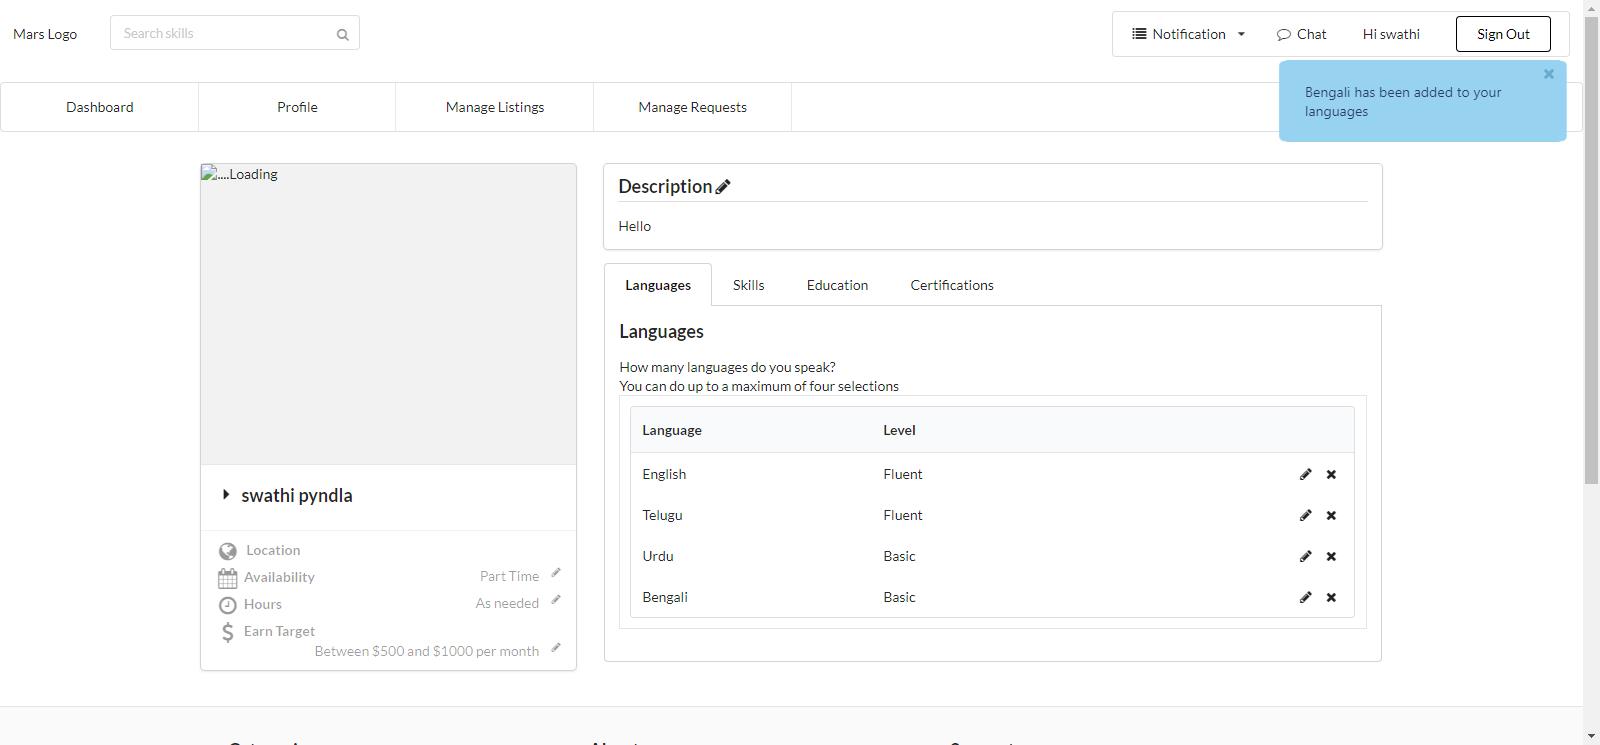 Mars Logo
Search skills
Notification
Chat
Hi swathi
Sign Out
Bengali has been added to your
languages
Dashboard
Profile
Manage Listings
Manage Requests
....Loading
swathi pyndla
Location
Availability
Part Time
Hours
As needed
Earn Target
Between $500 and $1000 per month
Description
Hello
Languages
Skills
Education
Certifications
Languages
How many languages do you speak?
You can do up to a maximum of four selections
Language Level
English Fluent
Telugu Fluent
Urdu Basic
Bengali Basic